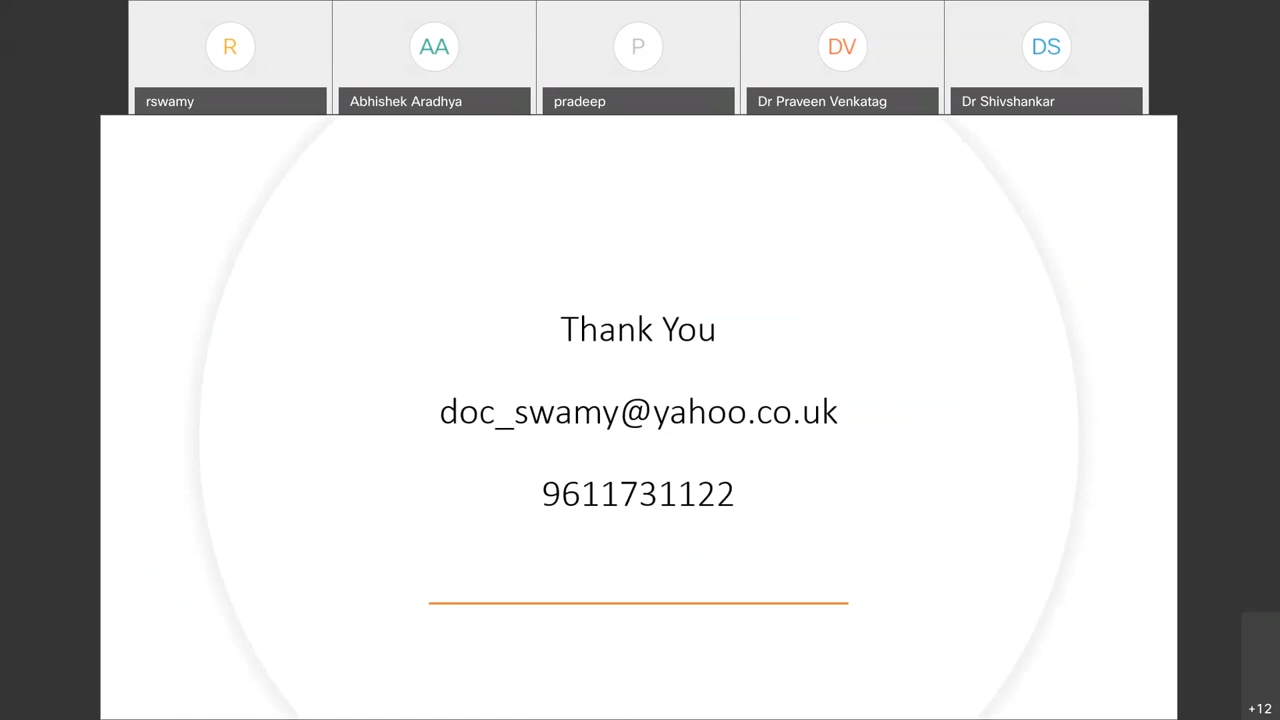 R
AA
P
DV
DS
rswamy
Abhishek Aradhya
pradeep
Dr Praveen Venkatag
Dr Shivshankar
Thank You
doc_swamy@yahoo.co.uk
9611731122
+12